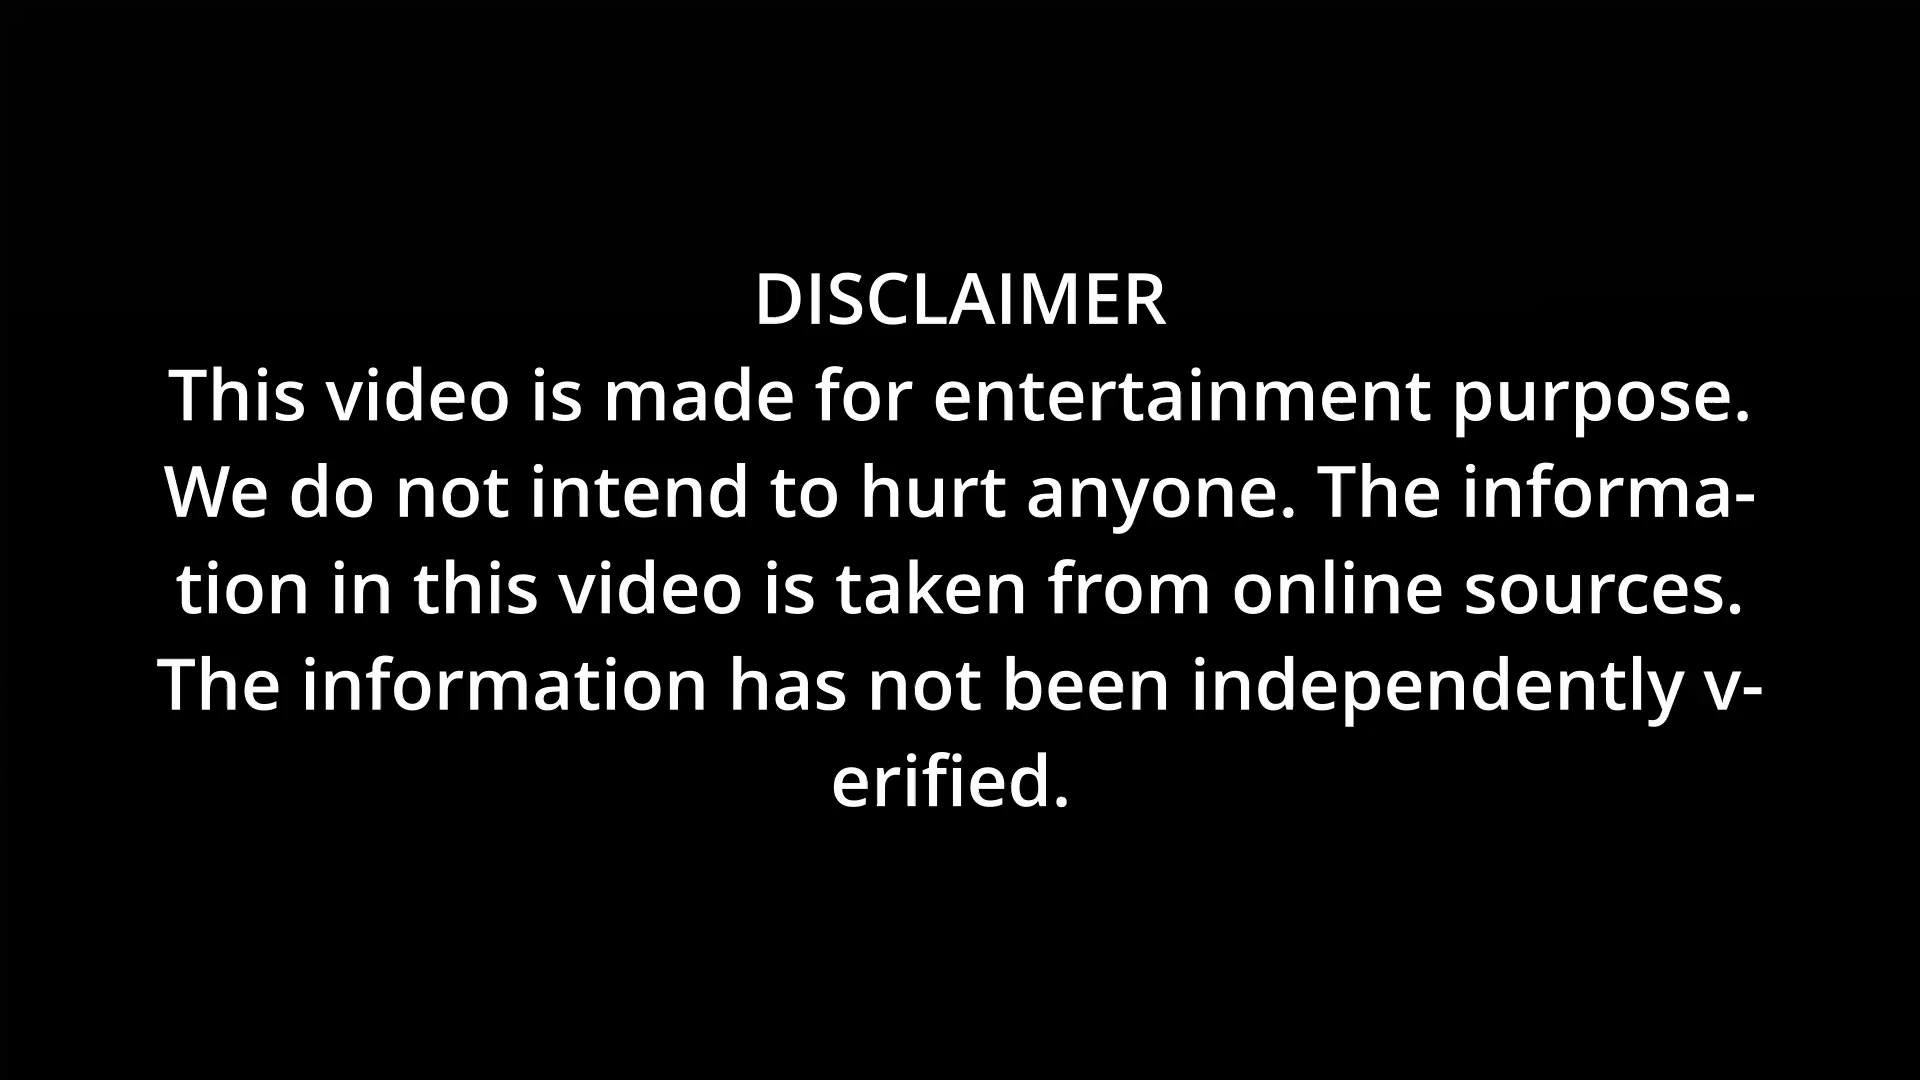 DISCLAIMER
This video is made for entertainment purpose.
We do not intend to hurt anyone. The informa-
tion in this video is taken from online sources.
The information has not been independently v-
erified.